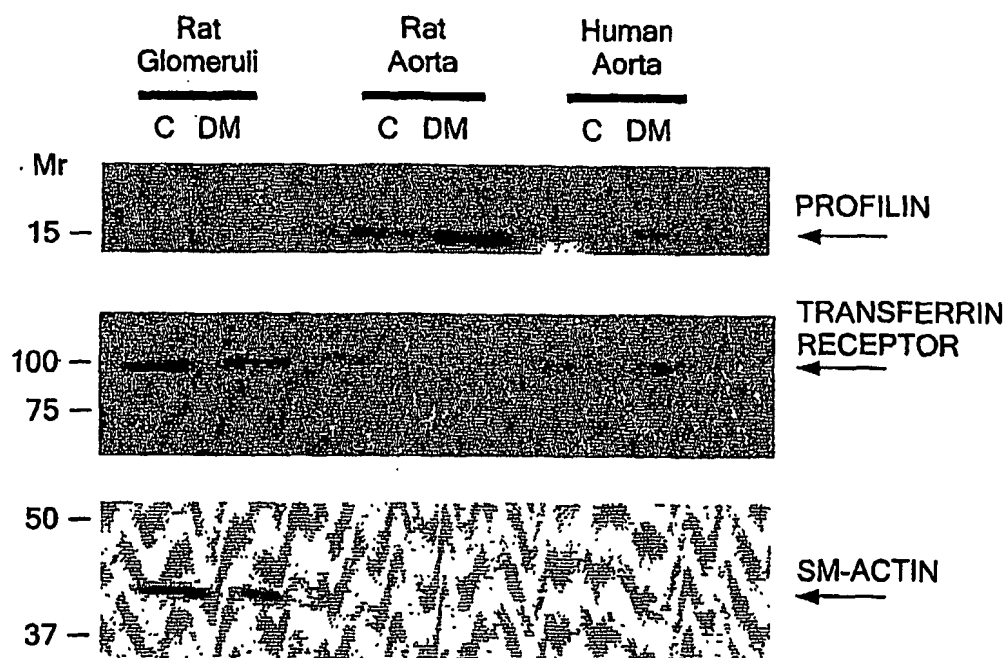 Rat
Glomeruli
Rat
Aorta
Human
Aorta
C DM
C DM
C DM
Mr
15
PROFILIN
100
75
TRANSFERRIN
RECEPTOR
50
37
SM-ACTIN